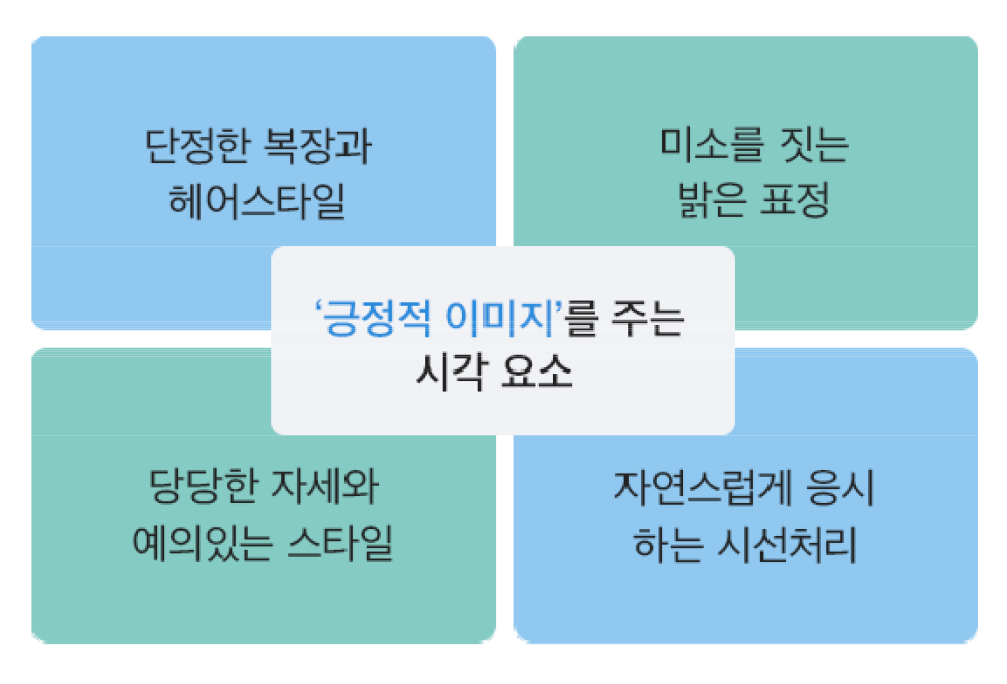 단정한 복장과
헤어스타일
미소를 짓는
밝은 표정
‘긍정적 이미지’를 주는
시각 요소
당당한 자세와
예의있는 스타일
자연스럽게 응시
하는 시선처리